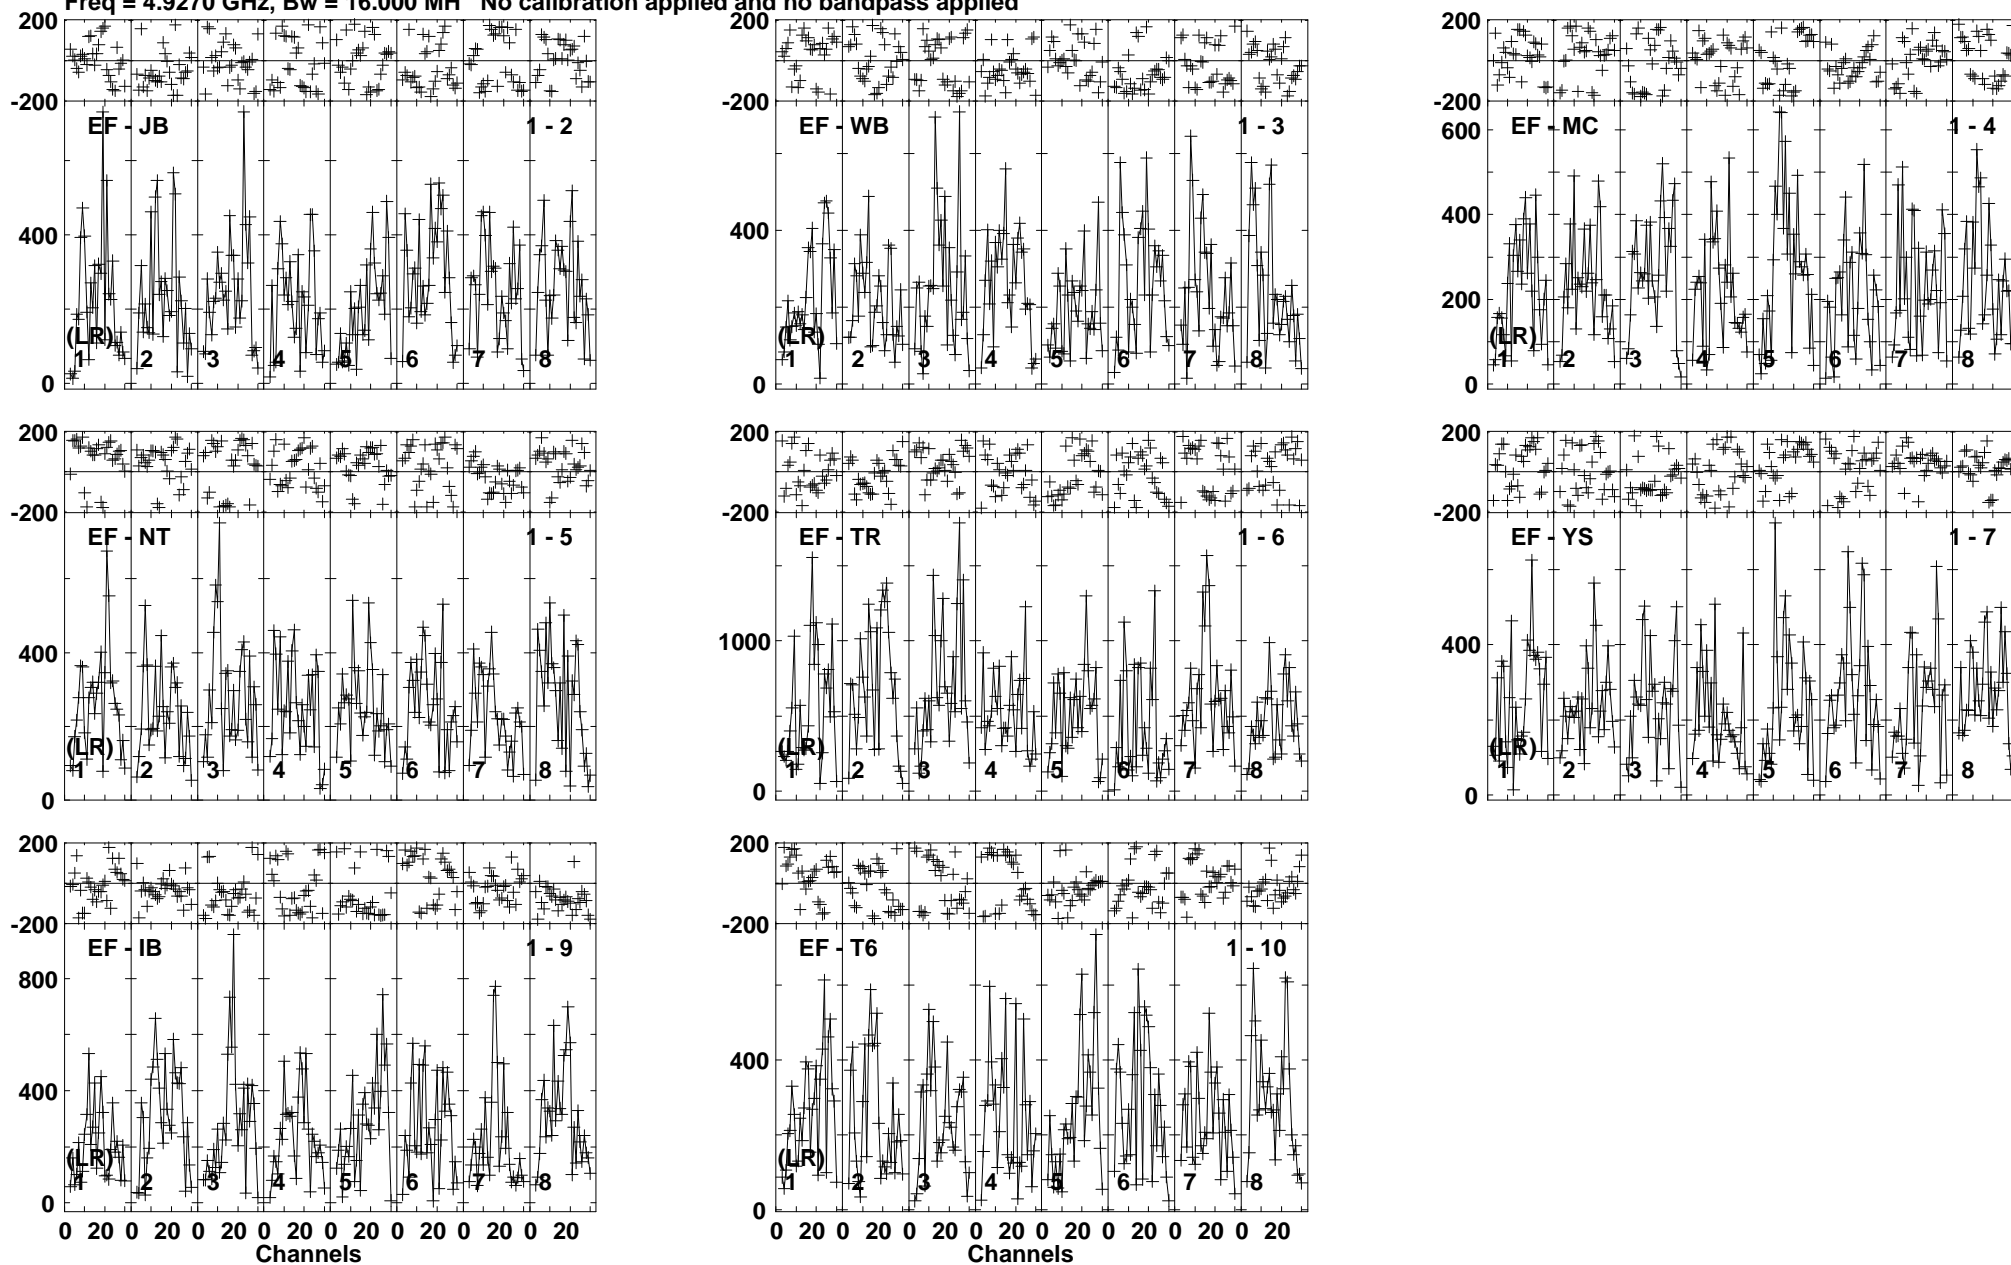 Freq = 4.9270 GHz, Bw = 16.000 MH No calibration applied and no bandpass applied
200
-200
EF - JB
1 - 2
400
0
(LR)
1 2 3 4 5 6 7 8
200
-200
EF - WB
1 - 3
400
0
(LR)
1 2 3 4 5 6 7 8
200
-200
EF - MC
1 - 4
600
400
200
0
(LR)
1 2 3 4 5 6 7 8
200
-200
EF - NT
1 - 5
400
0
(LR)
1 2 3 4 5 6 7 8
200
-200
EF - TR
1 - 6
1000
0
(LR)
1 2 3 4 5 6 7 8
200
-200
EF - YS
1 - 7
400
0
(LR)
1 2 3 4 5 6 7 8
200
-200
EF - IB
1 - 9
800
400
0
(LR)
1 2 3 4 5 6 7 8
0 20 0 20 0 20 0 20 0 20 0 20 0 20 0 20
Channels
200
-200
EF - T6
1 - 10
400
0
(LR)
1 2 3 4 5 6 7 8
0 20 0 20 0 20 0 20 0 20 0 20 0 20 0 20
Channels